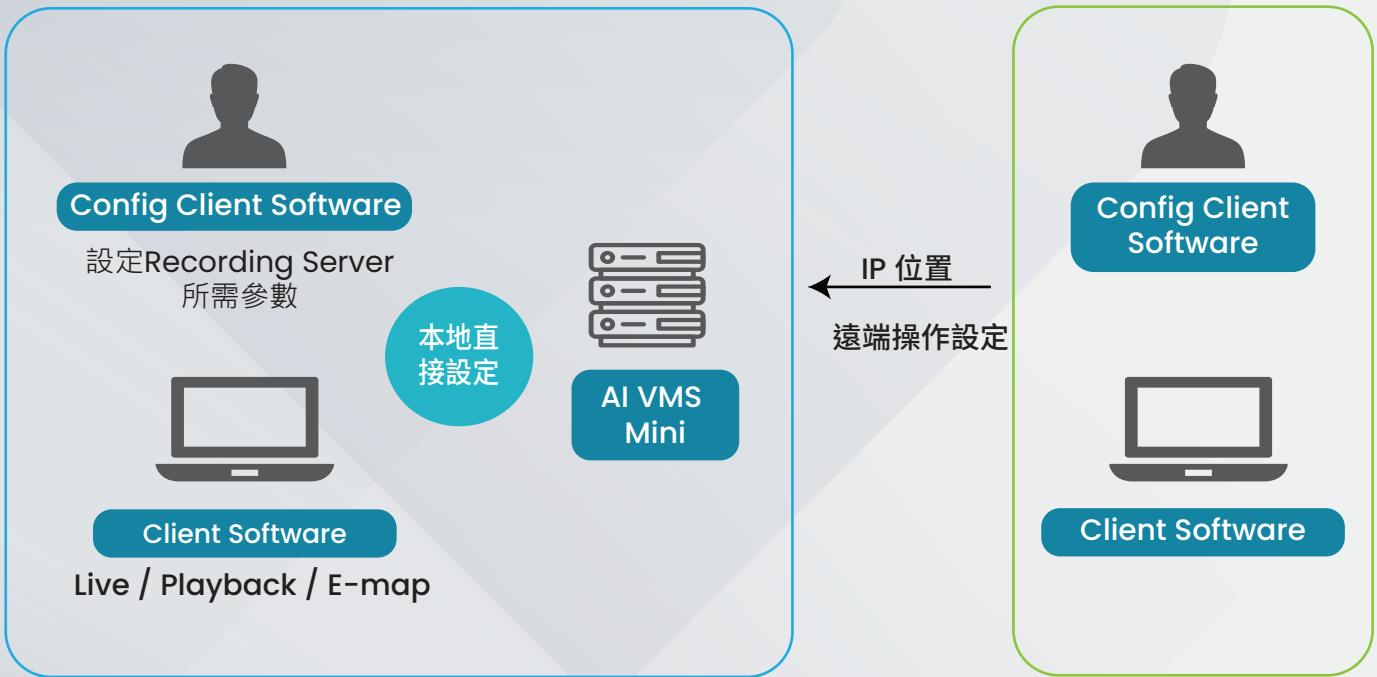 Config Client Software
設定Recording Server
所需參數
本地直
接設定
AI VMS
Mini
Client Software
Live / Playback / E-map
IP 位置
遠端操作設定
Config Client
Software
Client Software